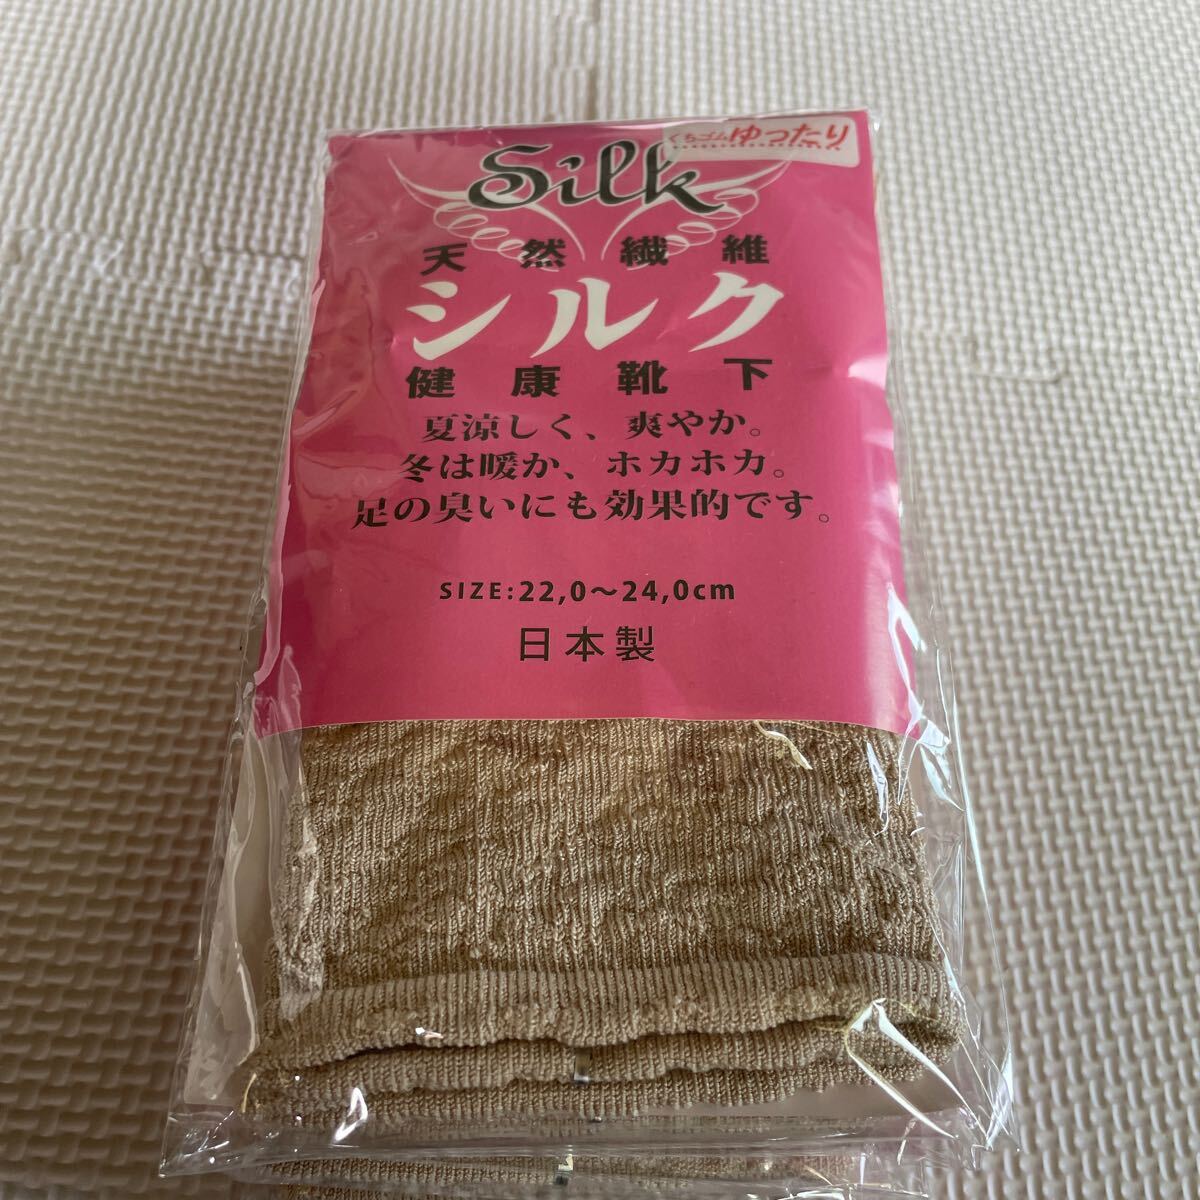 くちゴムゆったり
Silk
天然繊維
シルク
健康靴下
夏涼しく、爽やか。
冬は暖か、ホカホカ。
足の臭いにも効果的です。
SIZE:22,0〜24,0cm
日本製